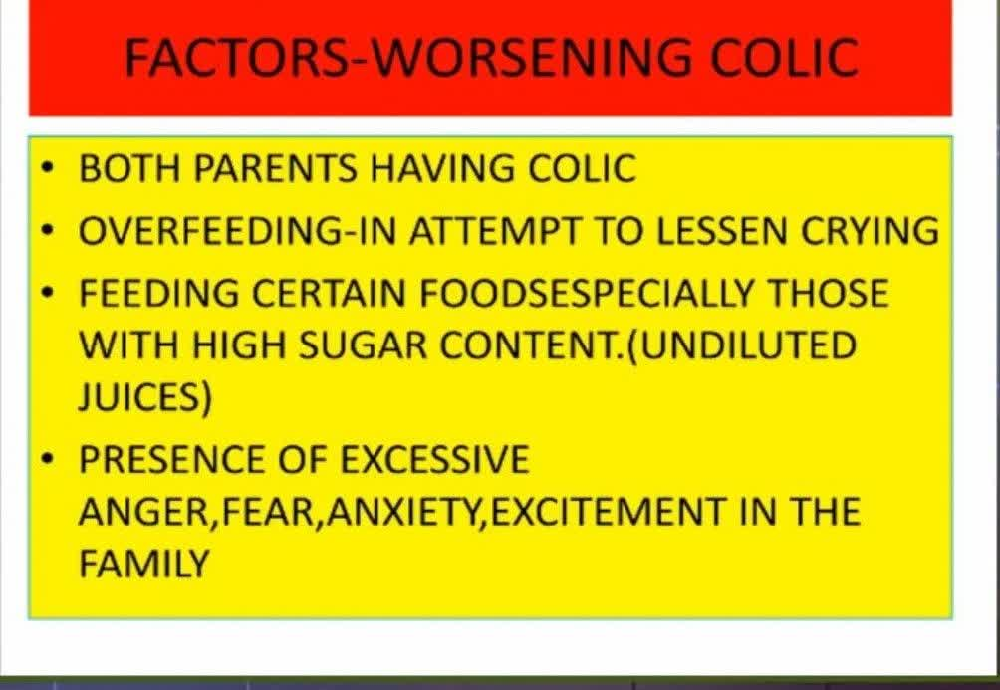 FACTORS-WORSENING COLIC
• BOTH PARENTS HAVING COLIC
• OVERFEEDING-IN ATTEMPT TO LESSEN CRYING
• FEEDING CERTAIN FOODSESPECIALLY THOSE
WITH HIGH SUGAR CONTENT.(UNDILUTED
JUICES)
• PRESENCE OF EXCESSIVE
ANGER,FEAR,ANXIETY,EXCITEMENT IN THE
FAMILY